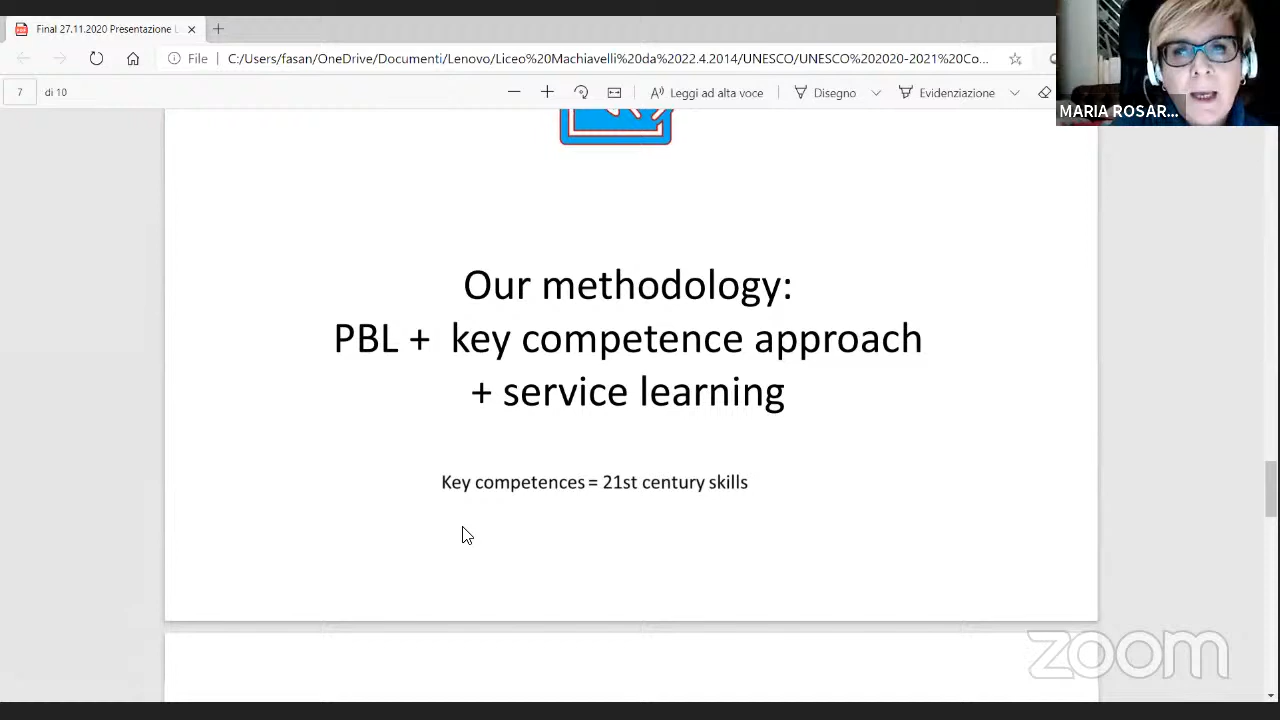 Final 27.11.2020 Presentazione L
File
C:/Users/fasan/OneDrive/Documenti/Lenovo/Liceo%20Machiavelli%20da%2022.4.2014/UNESCO/UNESCO%202020-2021%20Co...
MARIA ROSAR...
7 di 10
Leggi ad alta voce
Disegno
Evidenziazione
Our methodology:
PBL + key competence approach
+ service learning
Key competences = 21st century skills
zoom